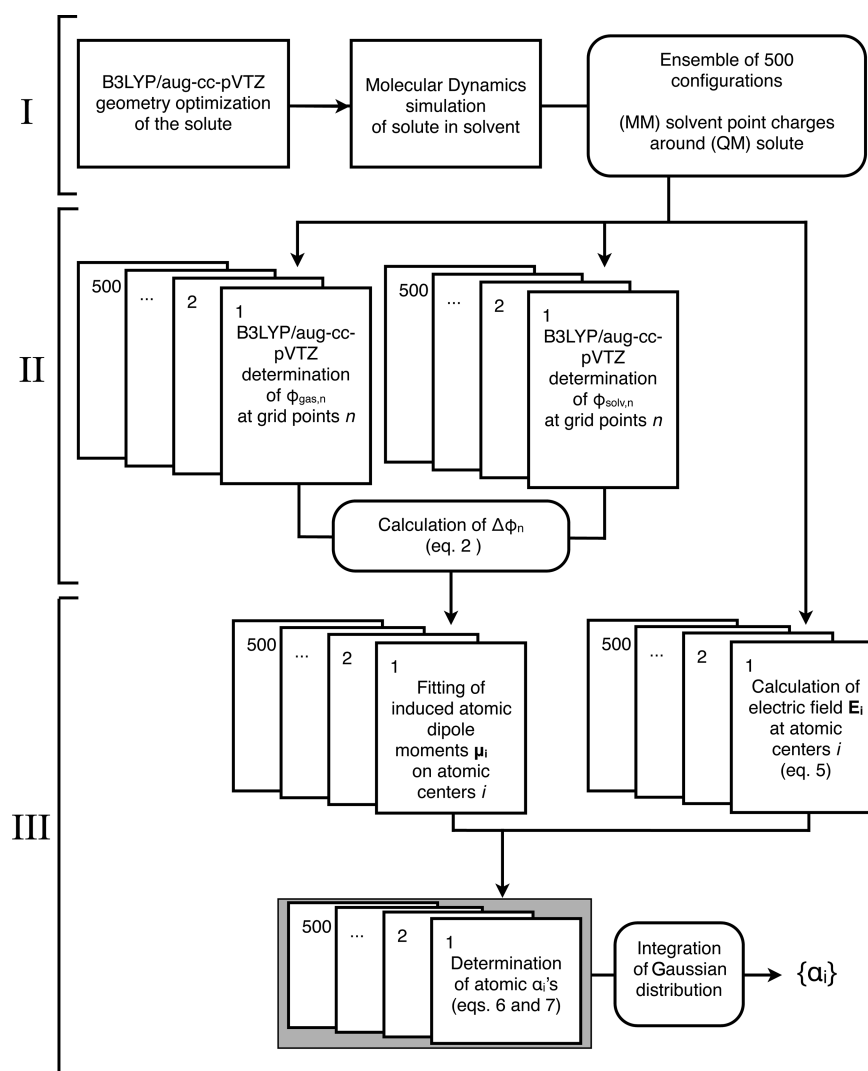 I
B3LYP/aug-cc-pVTZ
geometry optimization
of the solute
Molecular Dynamics
simulation
of solute in solvent
Ensemble of 500
configurations
(MM) solvent point charges
around (QM) solute
II
500
...
2
1
B3LYP/aug-cc-
pVTZ
determination
of ϕgas,n
at grid points n
500
...
2
1
B3LYP/aug-cc-
pVTZ
determination
of ϕsolv,n
at grid points n
Calculation of Δϕn
(eq. 2 )
III
500
...
2
1
Fitting of
induced atomic
dipole
moments μi
on atomic
centers i
500
...
2
1
Calculation of
electric field Ei
at atomic
centers i
(eq. 5)
500
...
2
1
Determination
of atomic αi's
(eqs. 6 and 7)
Integration
of Gaussian
distribution
{αi}